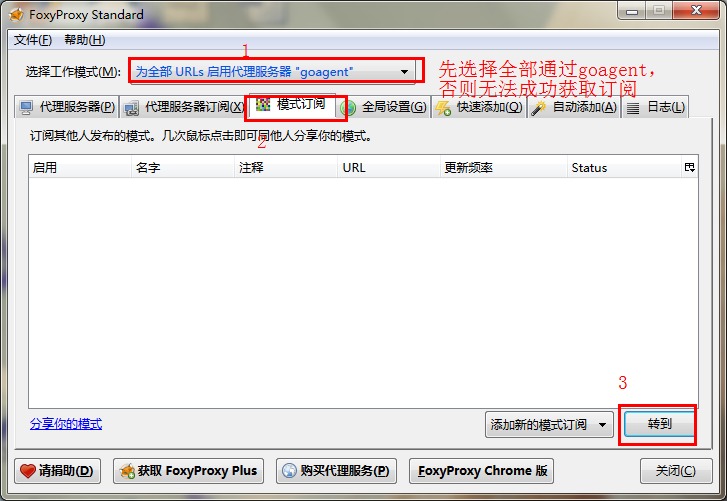 FoxyProxy Standard
文件(F) 帮助(H)
1
选择工作模式(M): 为全部 URLs 启用代理服务器 "goagent"
先选择全部通过goagent,
否则无法成功获取订阅
代理服务器(P) 代理服务器订阅(X) 模式订阅 全局设置(G) 快速添加(Q) 自动添加(A) 日志(L)
2
订阅其他人发布的模式。几次鼠标点击即可同他人分享你的模式。
启用 名字 注释 URL 更新频率 Status
3
分享你的模式 添加新的模式订阅 转到
请捐助(D) 获取 FoxyProxy Plus 购买代理服务(P) FoxyProxy Chrome 版 关闭(C)